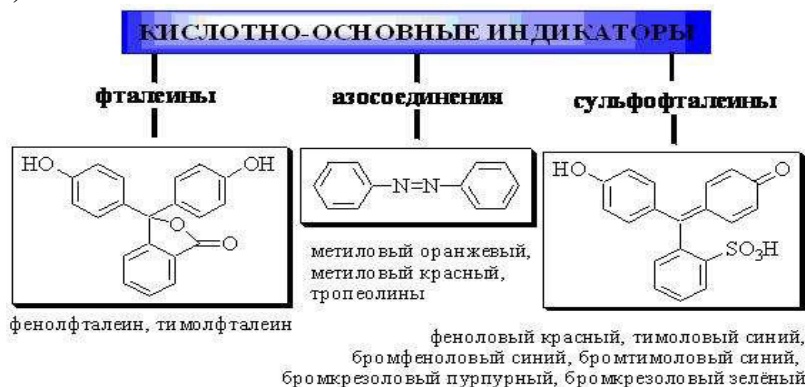 КИСЛОТНО-ОСНОВНЫЕ ИНДИКАТОРЫ
фталеины
азосоединения
сульфофталеины
HO
OH
O
O
N=N
HO
O
SO3H
метиловый оранжевый,
метиловый красный,
тропеолины
фенолфталеин, тимолфталеин
феноловый красный, тимоловый синий,
бромфеноловый синий, бромтимоловый синий,
бромкрезоловый пурпурный, бромкрезоловый зелёный